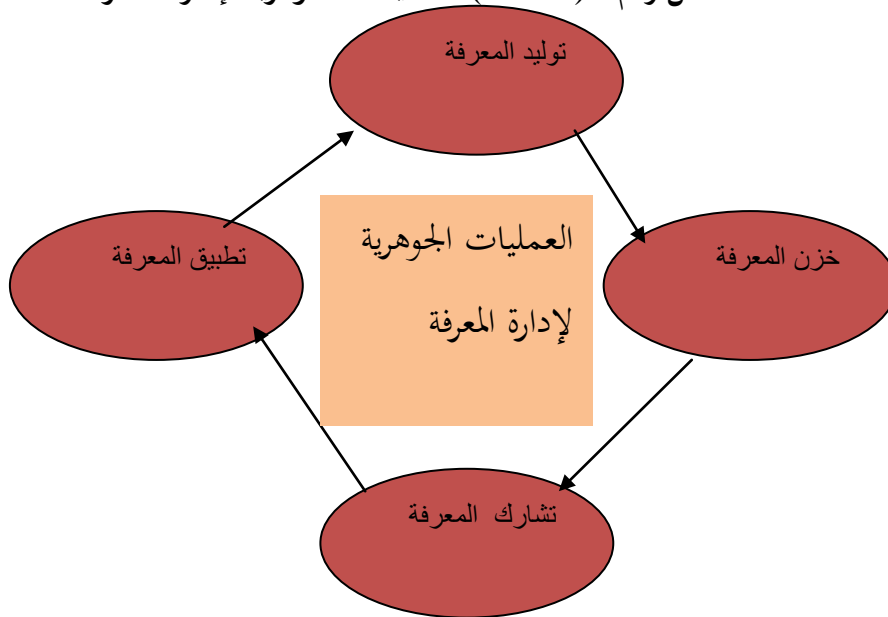 توليد المعرفة
خزن المعرفة
تطبيق المعرفة
العمليات الجوهرية
لإدارة المعرفة
تشارك المعرفة